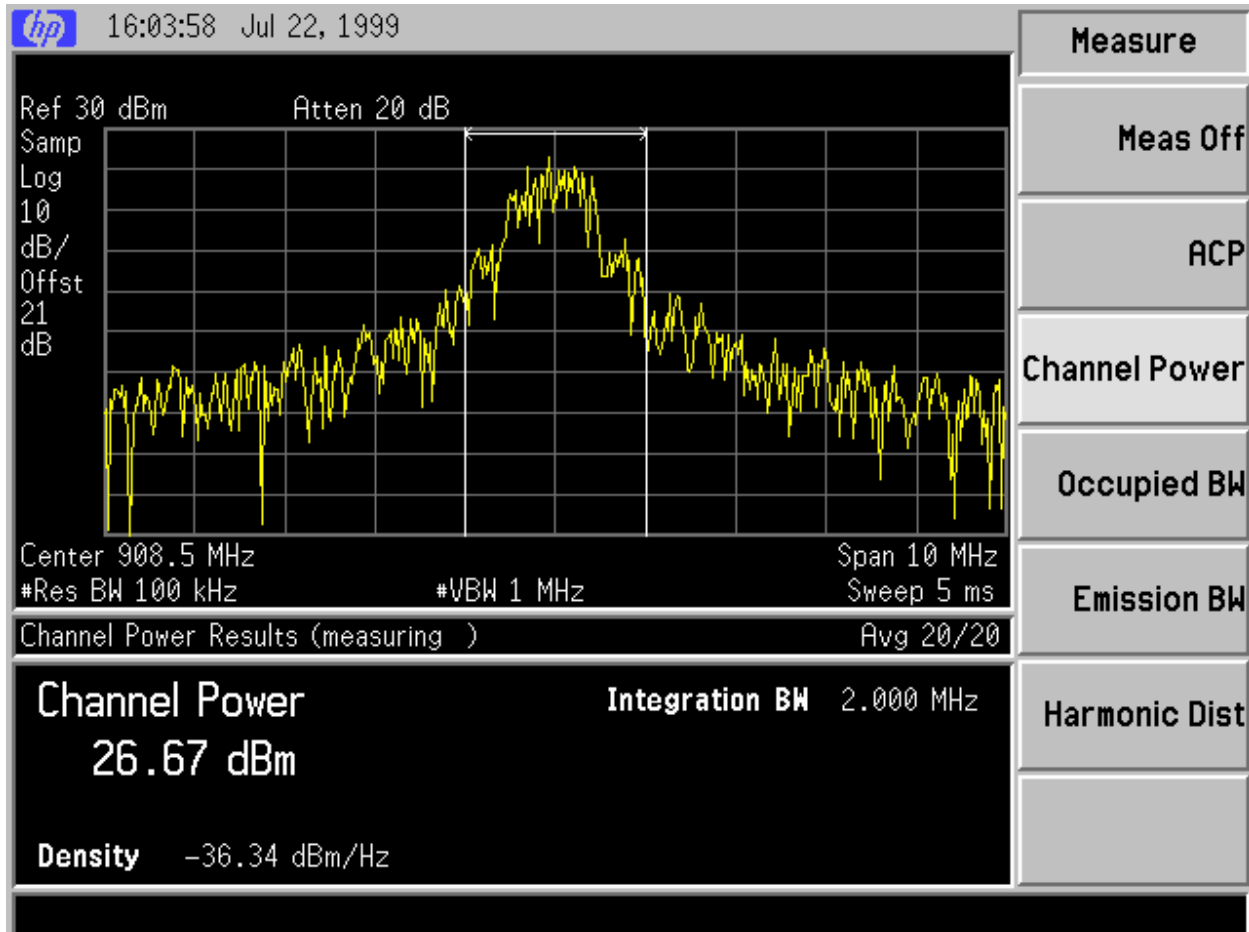 hp 16:03:58 Jul 22, 1999
Measure
Ref 30 dBm Atten 20 dB
Samp
Log
10
dB/
Offst
21
dB
Center 908.5 MHz Span 10 MHz
#Res BW 100 kHz #VBW 1 MHz Sweep 5 ms
Channel Power Results (measuring ) Avg 20/20
Channel Power Integration BW 2.000 MHz
26.67 dBm
Density -36.34 dBm/Hz
Meas Off
ACP
Channel Power
Occupied BW
Emission BW
Harmonic Dist